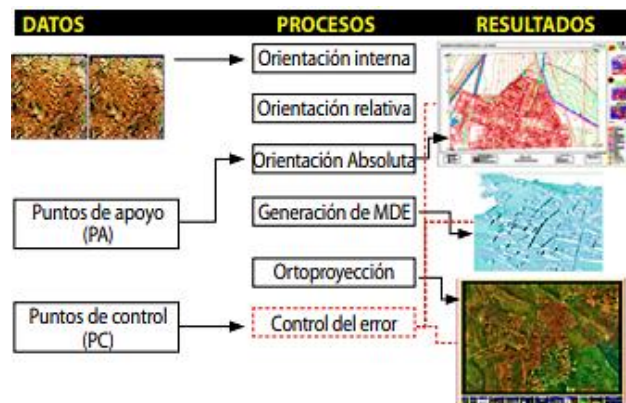 DATOS
PROCESOS
RESULTADOS
Orientación interna
Orientación relativa
Orientación Absoluta
Puntos de apoyo
(PA)
Generación de MDE
Ortoproyección
Puntos de control
(PC)
Control del error